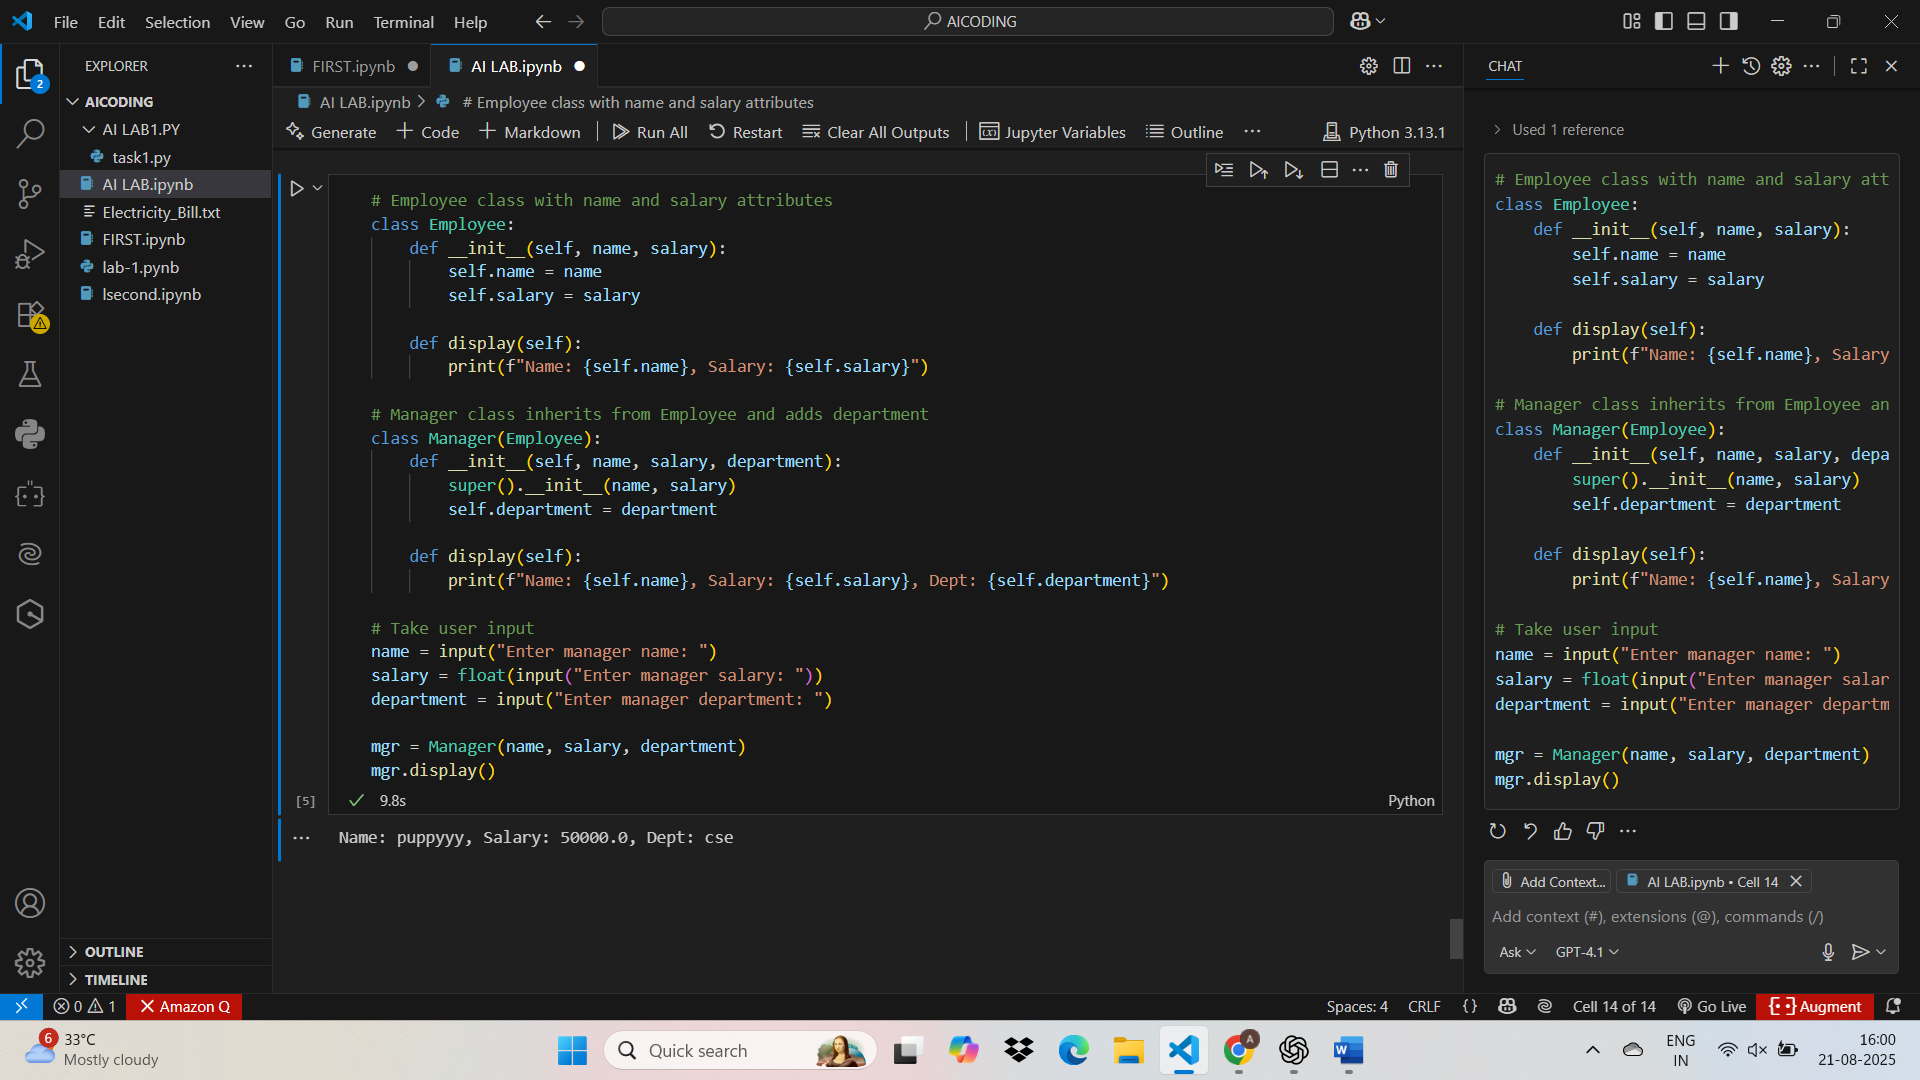 File Edit Selection View Go Run Terminal Help
AICODING
EXPLORER
AICODING
AI LAB1.PY
task1.py
AI LAB.ipynb
Electricity_Bill.txt
FIRST.ipynb
lab-1.pynb
lsecond.ipynb
OUTLINE
TIMELINE
2
FIRST.ipynb
AI LAB.ipynb
AI LAB.ipynb > # Employee class with name and salary attributes
Generate + Code + Markdown Run All Restart Clear All Outputs Jupyter Variables Outline ... Python 3.13.1
# Employee class with name and salary attributes
class Employee:
    def __init__(self, name, salary):
        self.name = name
        self.salary = salary
    def display(self):
        print(f"Name: {self.name}, Salary: {self.salary}")
# Manager class inherits from Employee and adds department
class Manager(Employee):
    def __init__(self, name, salary, department):
        super().__init__(name, salary)
        self.department = department
    def display(self):
        print(f"Name: {self.name}, Salary: {self.salary}, Dept: {self.department}")
# Take user input
name = input("Enter manager name: ")
salary = float(input("Enter manager salary: "))
department = input("Enter manager department: ")
mgr = Manager(name, salary, department)
mgr.display()
[5] 9.8s Python
Name: puppyyy, Salary: 50000.0, Dept: cse
CHAT
Used 1 reference
# Employee class with name and salary att
class Employee:
    def __init__(self, name, salary):
        self.name = name
        self.salary = salary
    def display(self):
        print(f"Name: {self.name}, Salary
# Manager class inherits from Employee an
class Manager(Employee):
    def __init__(self, name, salary, depa
        super().__init__(name, salary)
        self.department = department
    def display(self):
        print(f"Name: {self.name}, Salary
# Take user input
name = input("Enter manager name: ")
salary = float(input("Enter manager salar
department = input("Enter manager departm
mgr = Manager(name, salary, department)
mgr.display()
Add Context... AI LAB.ipynb • Cell 14
Add context (#), extensions (@), commands (/)
Ask GPT-4.1
0 1 Amazon Q
Spaces: 4 CRLF {} Cell 14 of 14 Go Live Augment
6 33°C
Mostly cloudy
Quick search
A
W
ENG
IN
16:00
21-08-2025